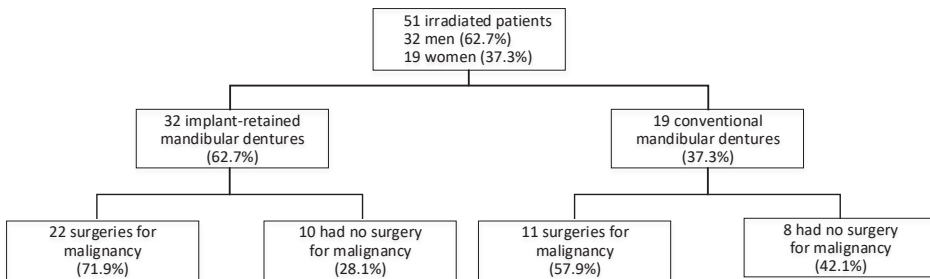 51 irradiated patients
32 men (62.7%)
19 women (37.3%)
32 implant-retained
mandibular dentures
(62.7%)
19 conventional
mandibular dentures
(37.3%)
22 surgeries for
malignancy
(71.9%)
10 had no surgery
for malignancy
(28.1%)
11 surgeries for
malignancy
(57.9%)
8 had no surgery
for malignancy
(42.1%)